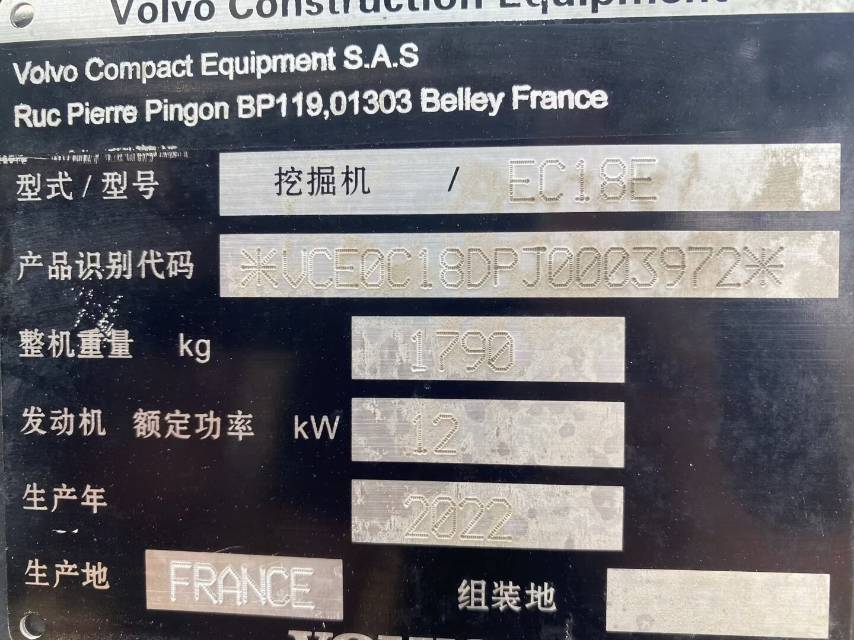 Volvo Construction Equipment
Volvo Compact Equipment S.A.S
Ruc Pierre Pingon BP119,01303 Belley France
型式 / 型号 挖掘机 / EC18E
产品识别代码 *VCE0C18DPJ0003972*
整机重量 kg 1790
发动机 额定功率 kW 12
生产年 2022
生产地 FRANCE 组装地
VOLVO